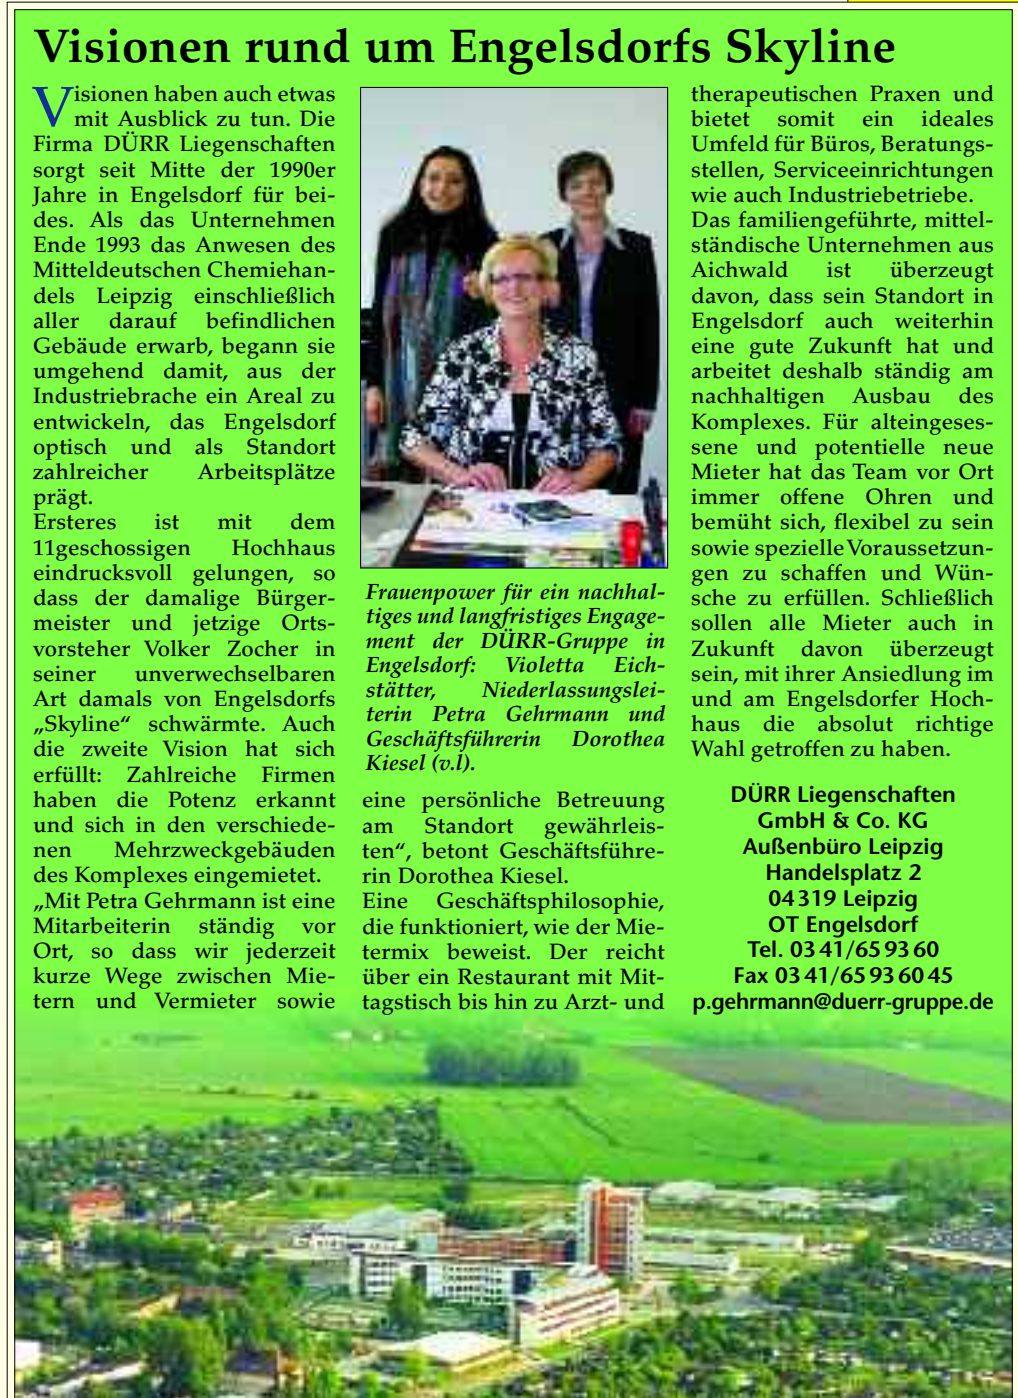 Visionen rund um Engelsdorfs Skyline
Visionen haben auch etwas
mit Ausblick zu tun. Die
Firma DÜRR Liegenschaften
sorgt seit Mitte der 1990er
Jahre in Engelsdorf für bei-
des. Als das Unternehmen
Ende 1993 das Anwesen des
Mitteldeutschen Chemiehan-
dels Leipzig einschließlich
aller darauf befindlichen
Gebäude erwarb, begann sie
umgehend damit, aus der
Industriebrache ein Areal zu
entwickeln, das Engelsdorf
optisch und als Standort
zahlreicher Arbeitsplätze
prägt.
Ersteres ist mit dem
11geschossigen Hochhaus
eindrucksvoll gelungen, so
dass der damalige Bürger-
meister und jetzige Orts-
vorsteher Volker Zocher in
seiner unverwechselbaren
Art damals von Engelsdorfs
„Skyline“ schwärmte. Auch
die zweite Vision hat sich
erfüllt: Zahlreiche Firmen
haben die Potenz erkannt
und sich in den verschiede-
nen Mehrzweckgebäuden
des Komplexes eingemietet.
„Mit Petra Gehrmann ist eine
Mitarbeiterin ständig vor
Ort, so dass wir jederzeit
kurze Wege zwischen Mie-
tern und Vermieter sowie
Frauenpower für ein nachhal-
tiges und langfristiges Engage-
ment der DÜRR-Gruppe in
Engelsdorf: Violetta Eich-
stätter, Niederlassungslei-
terin Petra Gehrmann und
Geschäftsführerin Dorothea
Kiesel (v.l).
eine persönliche Betreuung
am Standort gewährleis-
ten“, betont Geschäftsführe-
rin Dorothea Kiesel.
Eine Geschäftsphilosophie,
die funktioniert, wie der Mie-
termix beweist. Der reicht
über ein Restaurant mit Mit-
tagstisch bis hin zu Arzt- und
therapeutischen Praxen und
bietet somit ein ideales
Umfeld für Büros, Beratungs-
stellen, Serviceeinrichtungen
wie auch Industriebetriebe.
Das familiengeführte, mittel-
ständische Unternehmen aus
Aichwald ist überzeugt
davon, dass sein Standort in
Engelsdorf auch weiterhin
eine gute Zukunft hat und
arbeitet deshalb ständig am
nachhaltigen Ausbau des
Komplexes. Für alteingeses-
sene und potentielle neue
Mieter hat das Team vor Ort
immer offene Ohren und
bemüht sich, flexibel zu sein
sowie spezielle Voraussetzun-
gen zu schaffen und Wün-
sche zu erfüllen. Schließlich
sollen alle Mieter auch in
Zukunft davon überzeugt
sein, mit ihrer Ansiedlung im
und am Engelsdorfer Hoch-
haus die absolut richtige
Wahl getroffen zu haben.
DÜRR Liegenschaften
GmbH & Co. KG
Außenbüro Leipzig
Handelsplatz 2
04319 Leipzig
OT Engelsdorf
Tel. 03 41/65 93 60
Fax 03 41/65 93 60 45
p.gehrmann@duerr-gruppe.de